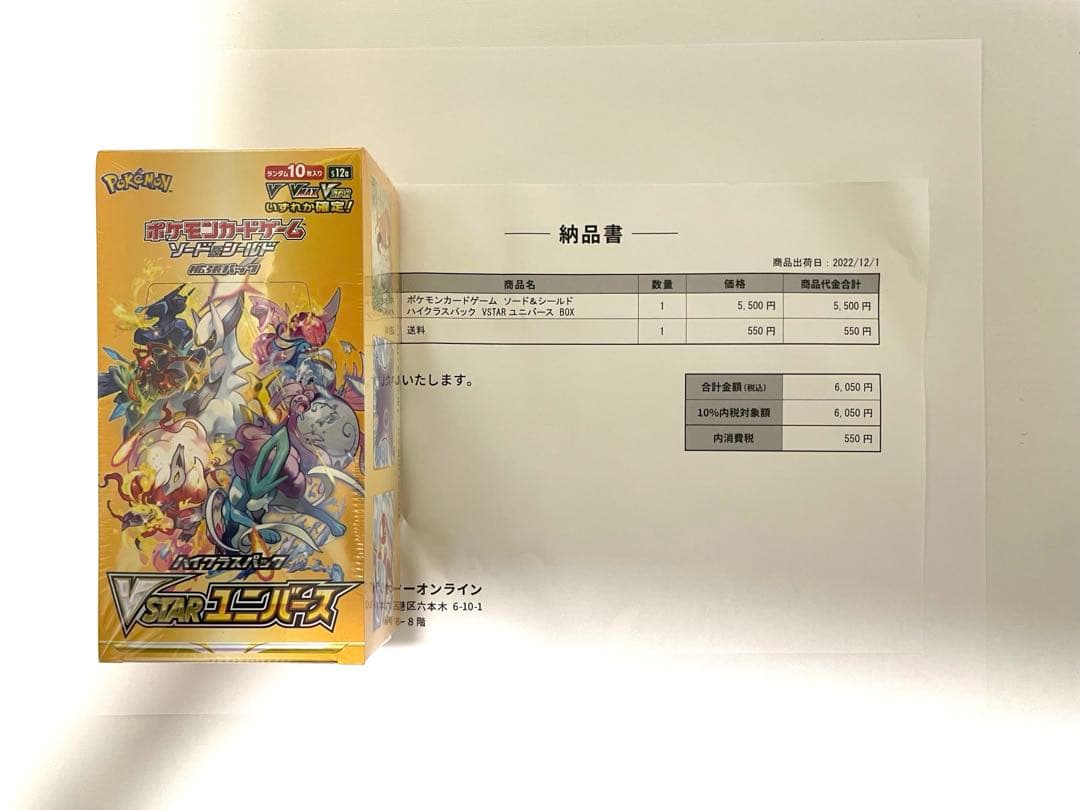 Pokémon
ランダム10枚入り s12a
V VMAX VSTAR
いずれか確定!
ポケモンカードゲーム
ソード&シールド
拡張パック
ハイクラスパック
VSTARユニバース
納品書
商品出荷日:2022/12/1
商品名 数量 価格 商品代金合計
ポケモンカードゲーム ソード&シールド
ハイクラスパック VSTARユニバース BOX 1 5,500円 5,500円
送料 1 550円 550円
いたします。
合計金額(税込) 6,050円
10%内税対象額 6,050円
内消費税 550円
ーオンライン
港区六本木 6-10-1
8階